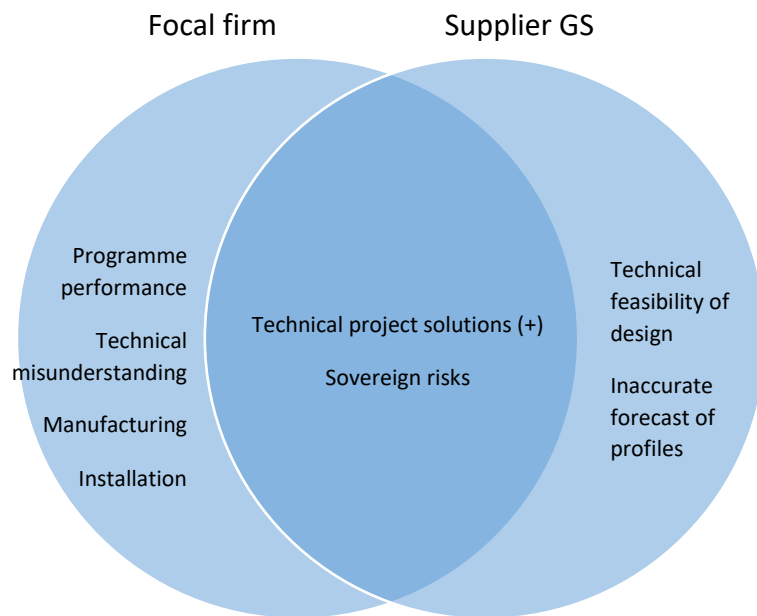 Focal firm
Supplier GS
Programme
performance
Technical
misunderstanding
Manufacturing
Installation
Technical project solutions (+)
Sovereign risks
Technical
feasibility of
design
Inaccurate
forecast of
profiles